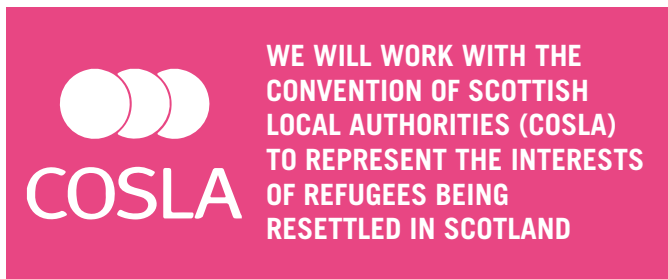 COSLA
WE WILL WORK WITH THE
CONVENTION OF SCOTTISH
LOCAL AUTHORITIES (COSLA)
TO REPRESENT THE INTERESTS
OF REFUGEES BEING
RESETTLED IN SCOTLAND